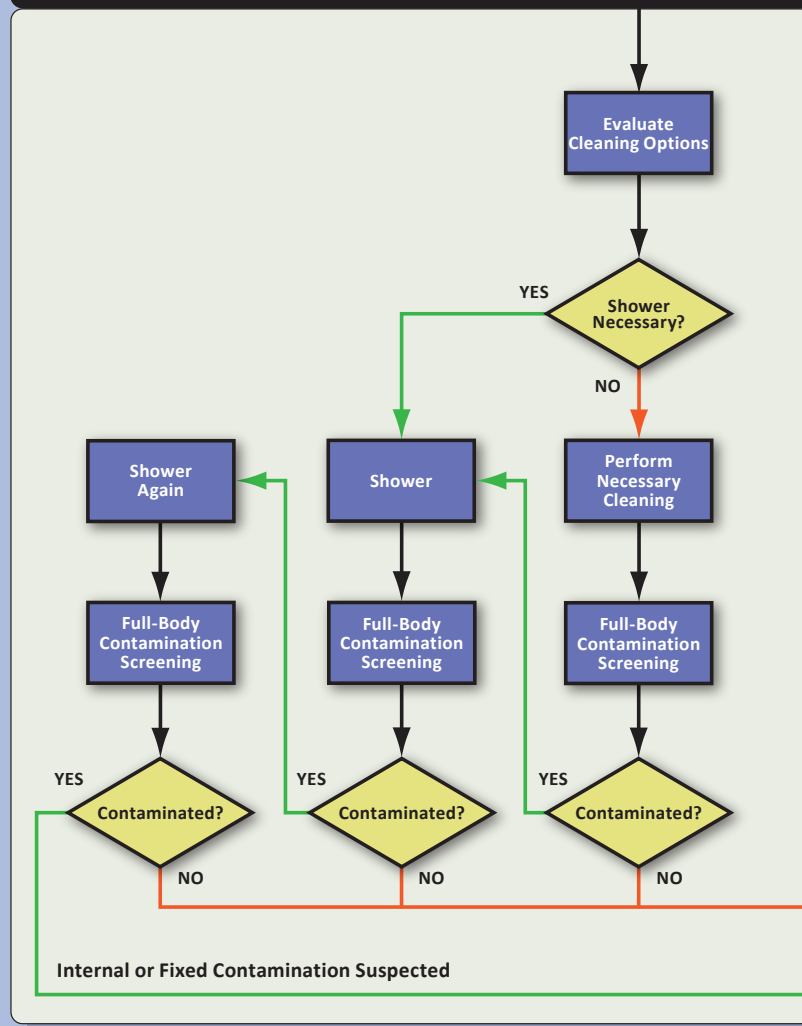 Evaluate
Cleaning Options
YES
Shower
Necessary?
NO
Shower
Again
Shower
Perform
Necessary
Cleaning
Full-Body
Contamination
Screening
Full-Body
Contamination
Screening
Full-Body
Contamination
Screening
YES
Contaminated?
NO
YES
Contaminated?
NO
YES
Contaminated?
NO
Internal or Fixed Contamination Suspected